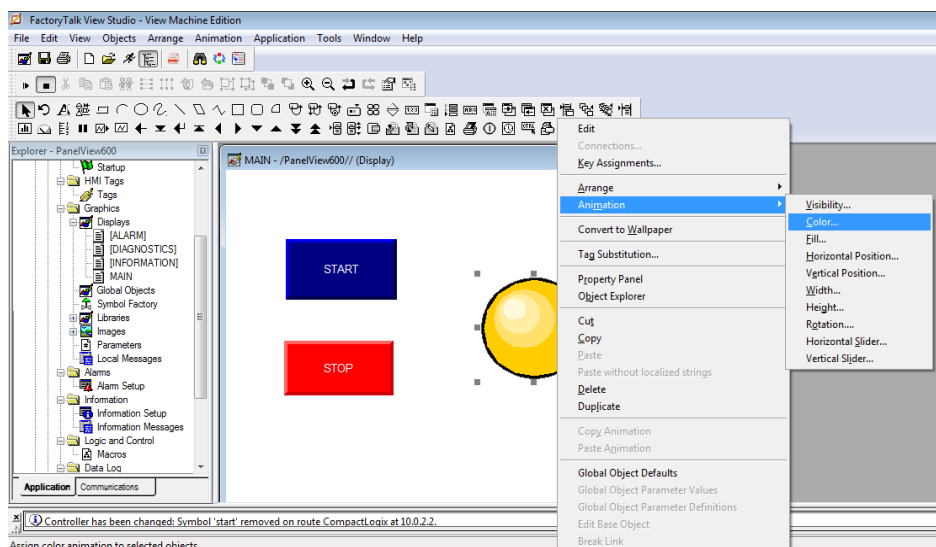 FactoryTalk View Studio - View Machine Edition
File Edit View Objects Arrange Animation Application Tools Window Help
Explorer - PanelView600
Startup
HMI Tags
Tags
Graphics
Displays
[ALARM]
[DIAGNOSTICS]
[INFORMATION]
MAIN
Global Objects
Symbol Factory
Libraries
Images
Parameters
Local Messages
Alarms
Alarm Setup
Information
Information Setup
Information Messages
Logic and Control
Macros
Data Log
Application Communications
MAIN - /PanelView600// (Display)
START
STOP
Edit
Connections...
Key Assignments...
Arrange
Animation
Convert to Wallpaper
Tag Substitution...
Property Panel
Object Explorer
Cut
Copy
Paste
Paste without localized strings
Delete
Duplicate
Copy Animation
Paste Animation
Global Object Defaults
Global Object Parameter Values
Global Object Parameter Definitions
Edit Base Object
Break Link
Visibility...
Color...
Fill...
Horizontal Position...
Vertical Position...
Width...
Height...
Rotation....
Horizontal Slider...
Vertical Slider...
Controller has been changed: Symbol 'start' removed on route CompactLogix at 10.0.2.2.
Assign color animation to selected objects